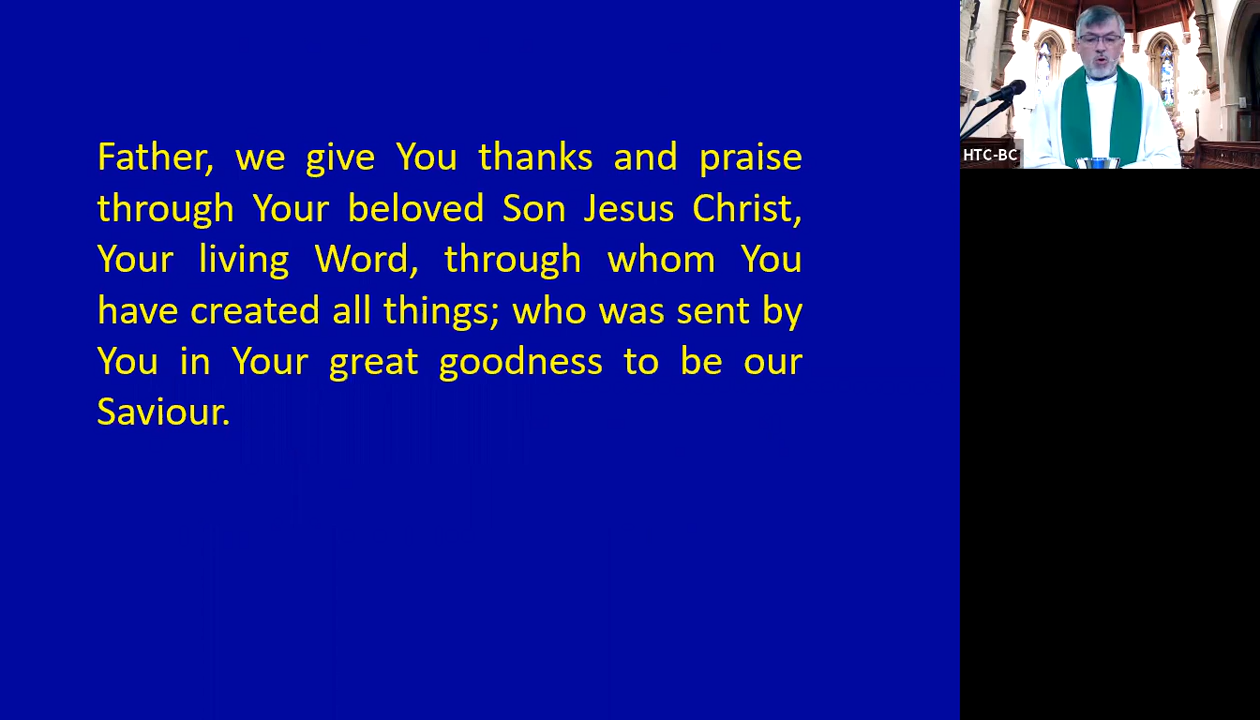 Father, we give You thanks and praise
through Your beloved Son Jesus Christ,
Your living Word, through whom You
have created all things; who was sent by
You in Your great goodness to be our
Saviour.
HTC-BC